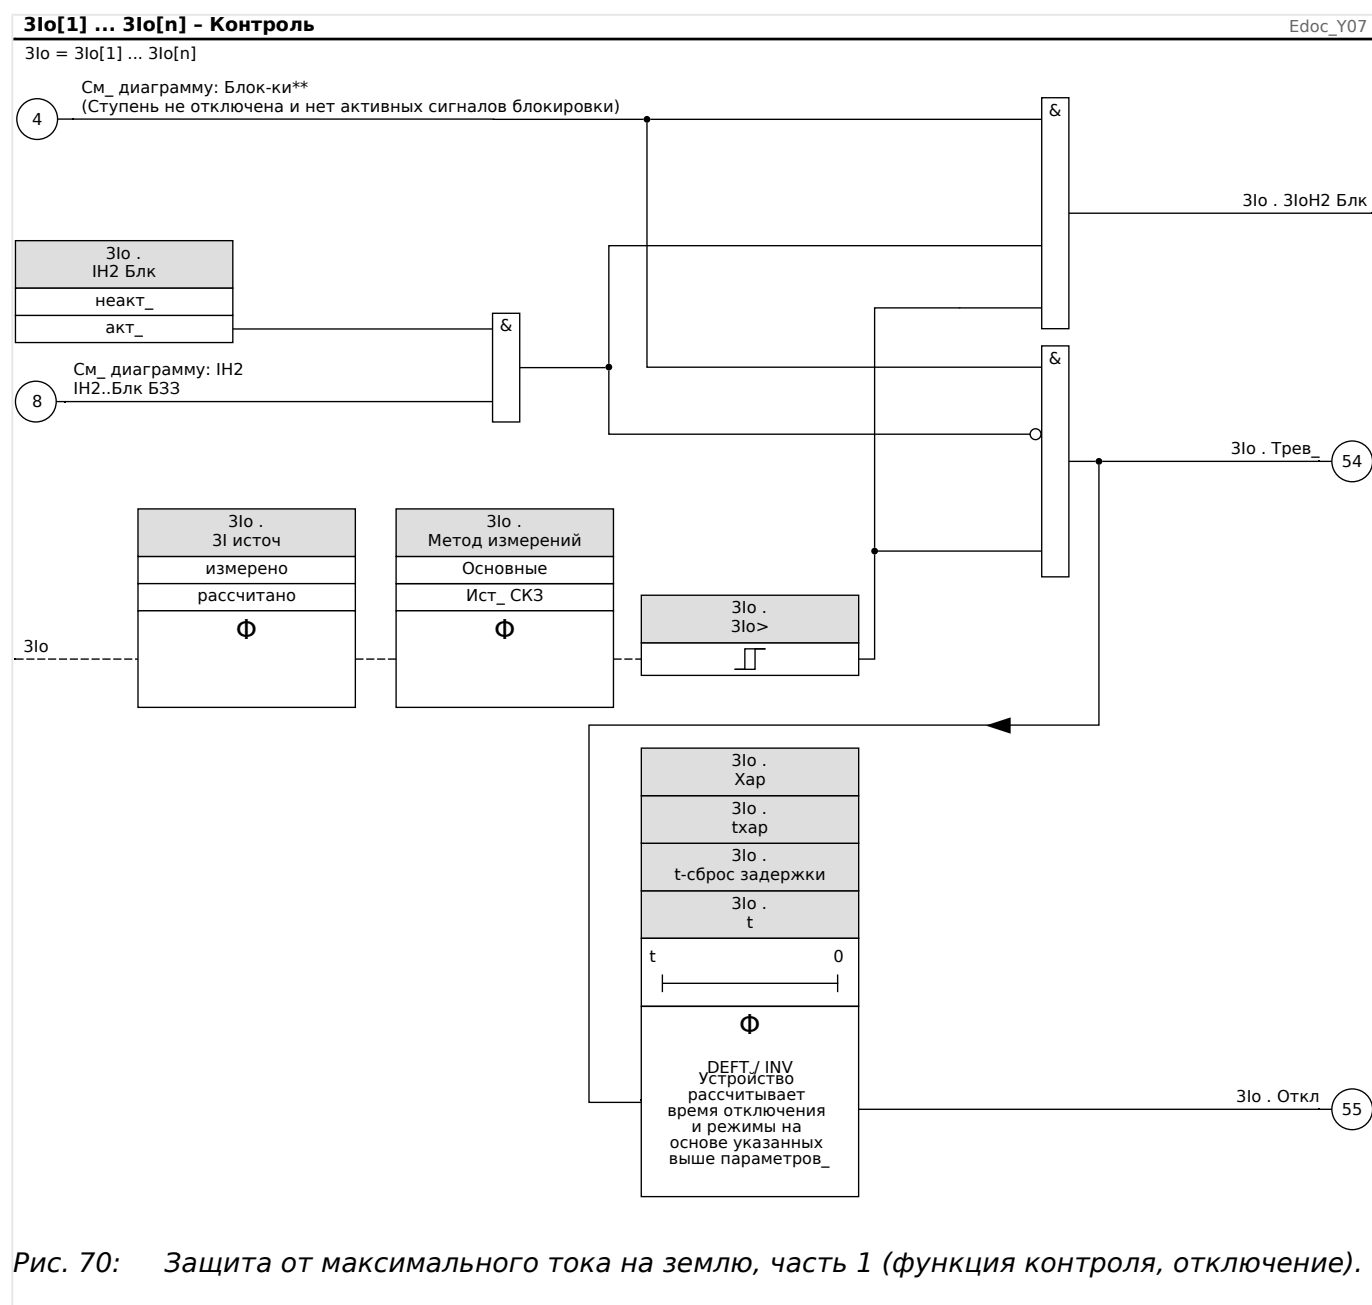 3Io[1] ... 3Io[n] – Контроль
Edoc_Y07
3Io = 3Io[1] ... 3Io[n]
См_ диаграмму: Блок-ки**
(Ступень не отключена и нет активных сигналов блокировки)
4
&
3Io . 3IoH2 Блк
3Io .
IH2 Блк
неакт_
акт_
&
См_ диаграмму: IH2
IH2..Блк БЗЗ
8
&
3Io . Трев_
54
3Io .
3I источ
измерено
рассчитано
Φ
3Io .
Метод измерений
Основные
Ист_ СКЗ
Φ
3Io
3Io .
3Io>
3Io .
Хар
3Io .
tхар
3Io .
t-сброс задержки
3Io .
t
t 0
Φ
DEFT / INV
Устройство
рассчитывает
время отключения
и режимы на
основе указанных
выше параметров_
3Io . Откл
55
Рис. 70: Защита от максимального тока на землю, часть 1 (функция контроля, отключение).